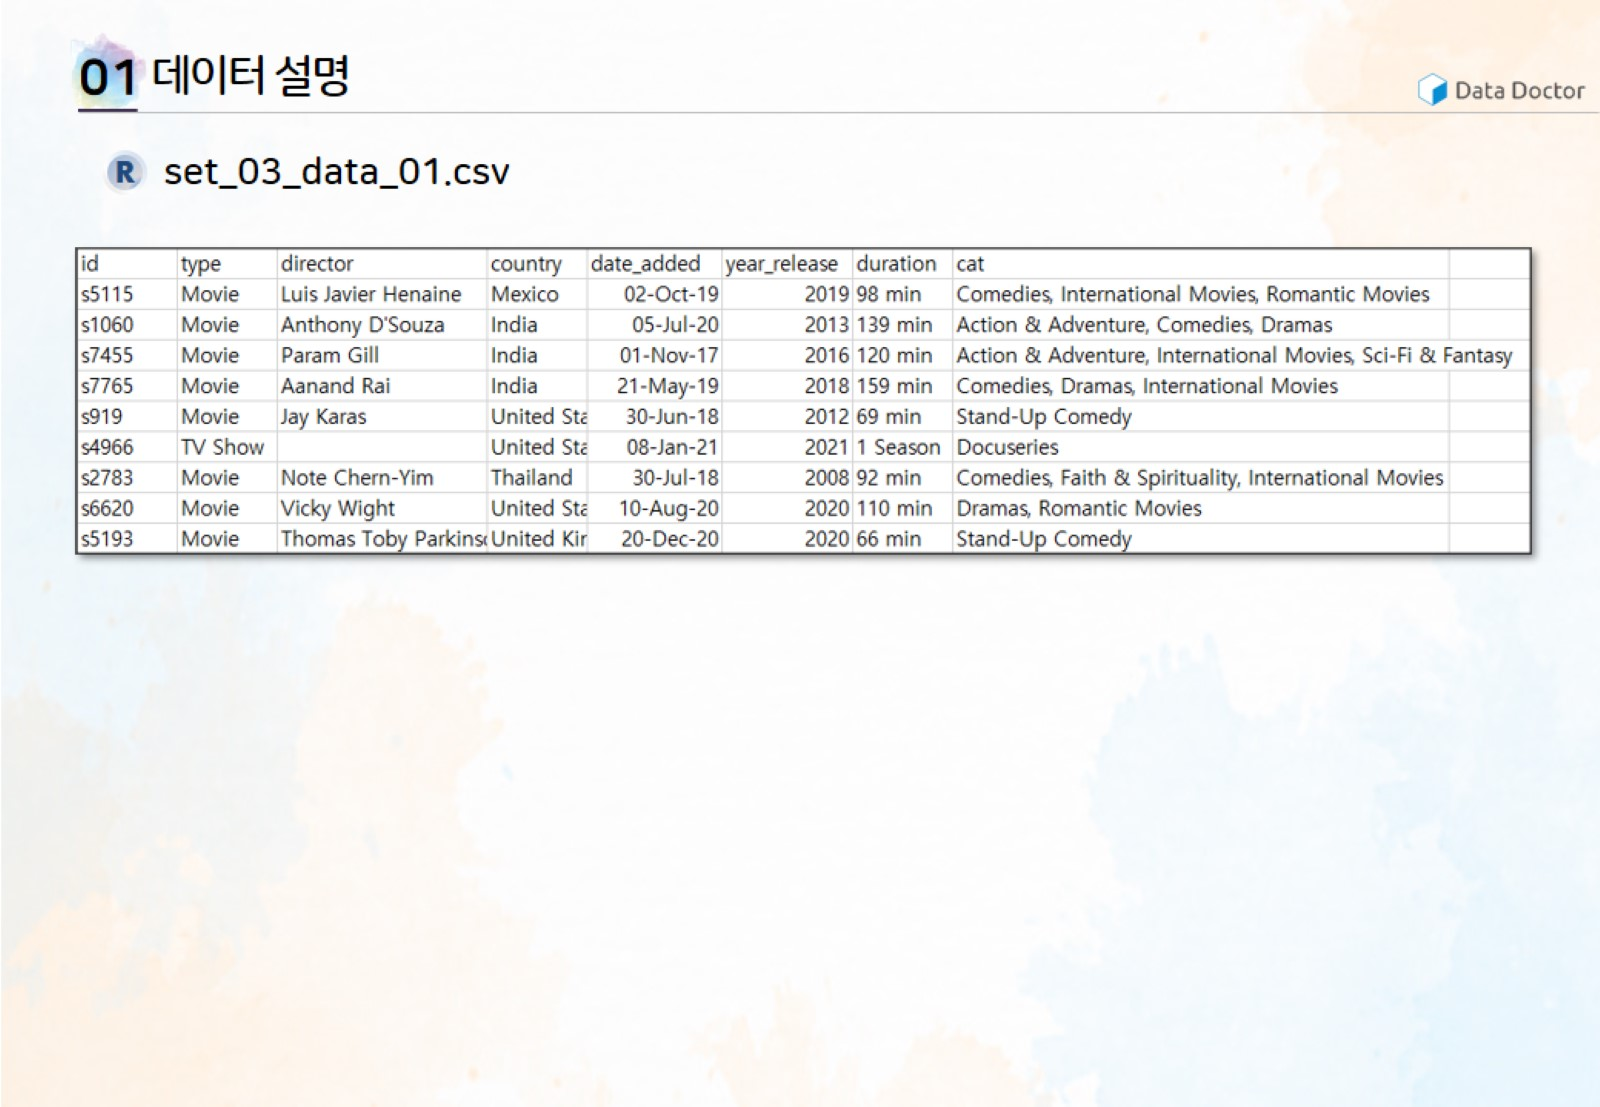 01 데이터 설명
Data Doctor
R set_03_data_01.csv
id type director country date_added year_release duration cat
s5115 Movie Luis Javier Henaine Mexico 02-Oct-19 2019 98 min Comedies, International Movies, Romantic Movies
s1060 Movie Anthony D'Souza India 05-Jul-20 2013 139 min Action & Adventure, Comedies, Dramas
s7455 Movie Param Gill India 01-Nov-17 2016 120 min Action & Adventure, International Movies, Sci-Fi & Fantasy
s7765 Movie Aanand Rai India 21-May-19 2018 159 min Comedies, Dramas, International Movies
s919 Movie Jay Karas United Sta 30-Jun-18 2012 69 min Stand-Up Comedy
s4966 TV Show United Sta 08-Jan-21 2021 1 Season Docuseries
s2783 Movie Note Chern-Yim Thailand 30-Jul-18 2008 92 min Comedies, Faith & Spirituality, International Movies
s6620 Movie Vicky Wight United Sta 10-Aug-20 2020 110 min Dramas, Romantic Movies
s5193 Movie Thomas Toby Parkinso United Kin 20-Dec-20 2020 66 min Stand-Up Comedy